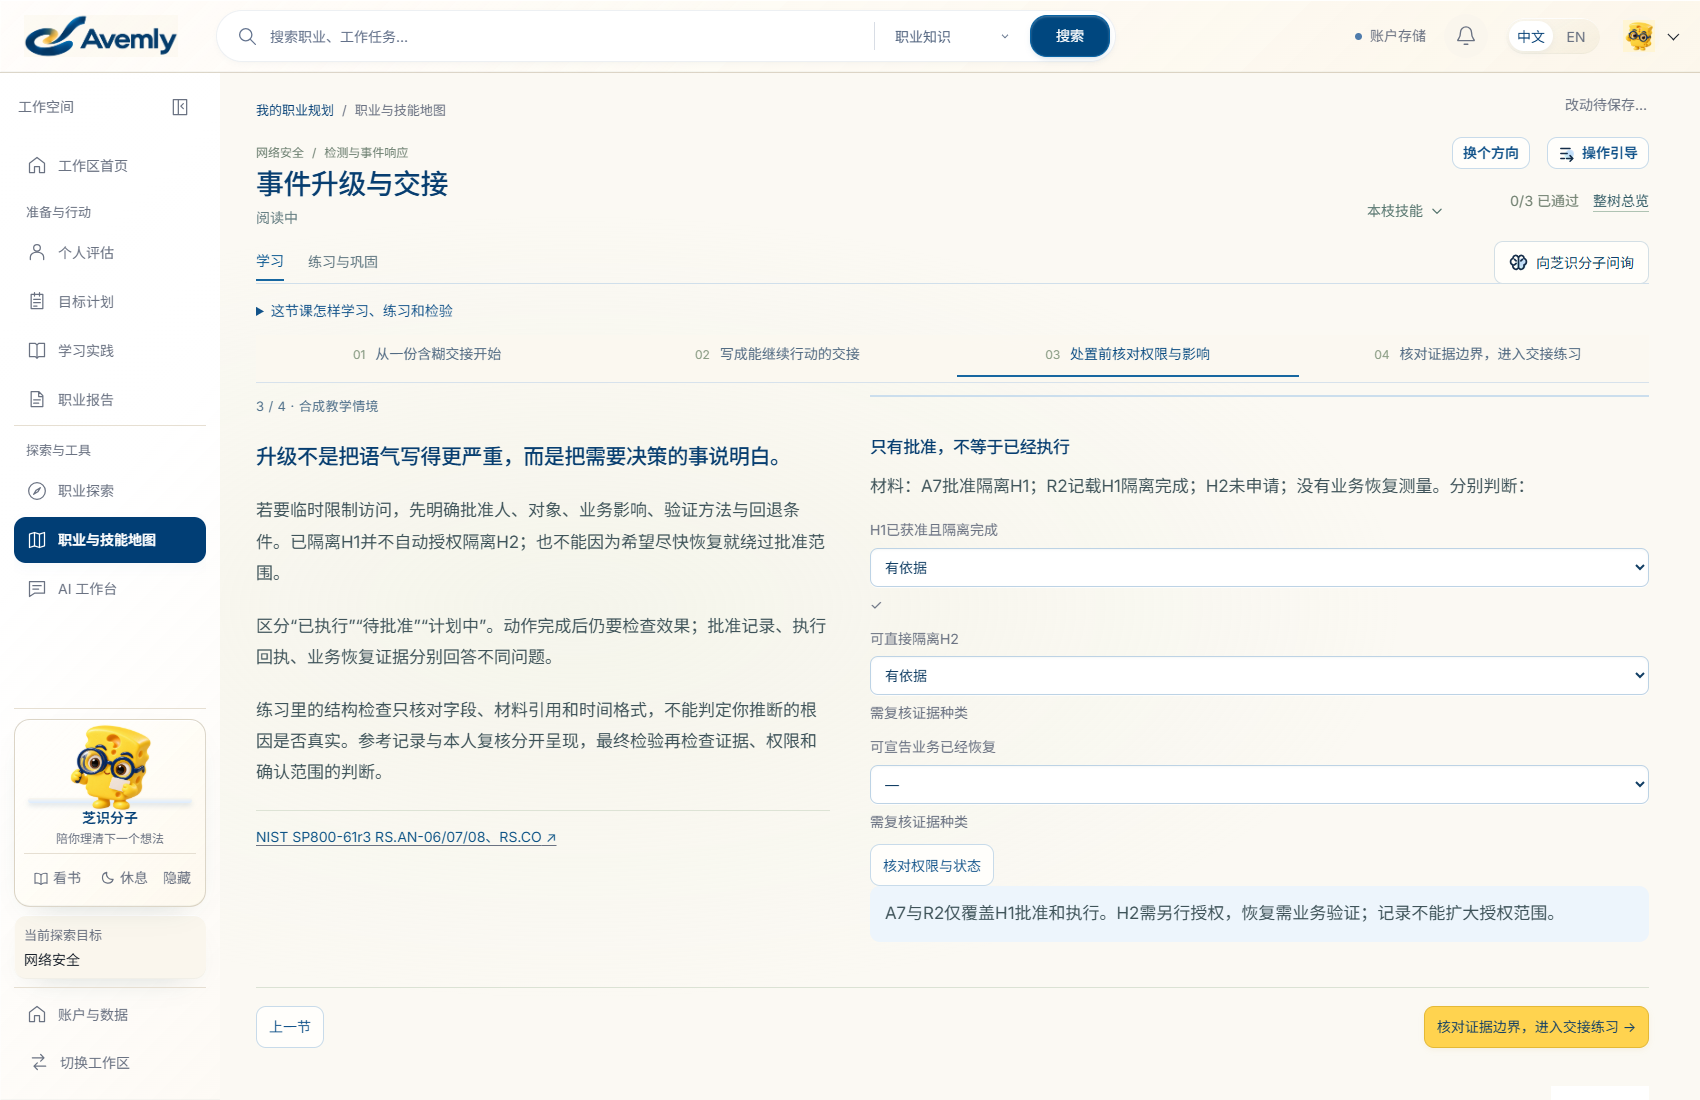 Avemly
搜索职业、工作任务...
职业知识
搜索
账户存储
中文
EN
工作空间
工作区首页
准备与行动
个人评估
目标计划
学习实践
职业报告
探索与工具
职业探索
职业与技能地图
AI 工作台
芝识分子
陪你理清下一个想法
看书
休息
隐藏
当前探索目标
网络安全
账户与数据
切换工作区
我的职业规划 / 职业与技能地图
改动待保存...
网络安全 / 检测与事件响应
事件升级与交接
阅读中
换个方向
操作引导
本枝技能
0/3 已通过
整树总览
学习
练习与巩固
向芝识分子问询
这节课怎样学习、练习和检验
01 从一份含糊交接开始
02 写成能继续行动的交接
03 处置前核对权限与影响
04 核对证据边界，进入交接练习
3 / 4 · 合成教学情境
升级不是把语气写得更严重，而是把需要决策的事说明白。
若要临时限制访问，先明确批准人、对象、业务影响、验证方法与回退条
件。已隔离H1并不自动授权隔离H2；也不能因为希望尽快恢复就绕过批准范
围。
区分“已执行”“待批准”“计划中”。动作完成后仍要检查效果；批准记录、执行
回执、业务恢复证据分别回答不同问题。
练习里的结构检查只核对字段、材料引用和时间格式，不能判定你推断的根
因是否真实。参考记录与本人复核分开呈现，最终检验再检查证据、权限和
确认范围的判断。
NIST SP800-61r3 RS.AN-06/07/08、RS.CO ↗
只有批准，不等于已经执行
材料：A7批准隔离H1；R2记载H1隔离完成；H2未申请；没有业务恢复测量。分别判断：
H1已获准且隔离完成
有依据
✓
可直接隔离H2
有依据
需复核证据种类
可宣告业务已经恢复
—
需复核证据种类
核对权限与状态
A7与R2仅覆盖H1批准和执行。H2需另行授权，恢复需业务验证；记录不能扩大授权范围。
上一节
核对证据边界，进入交接练习 →